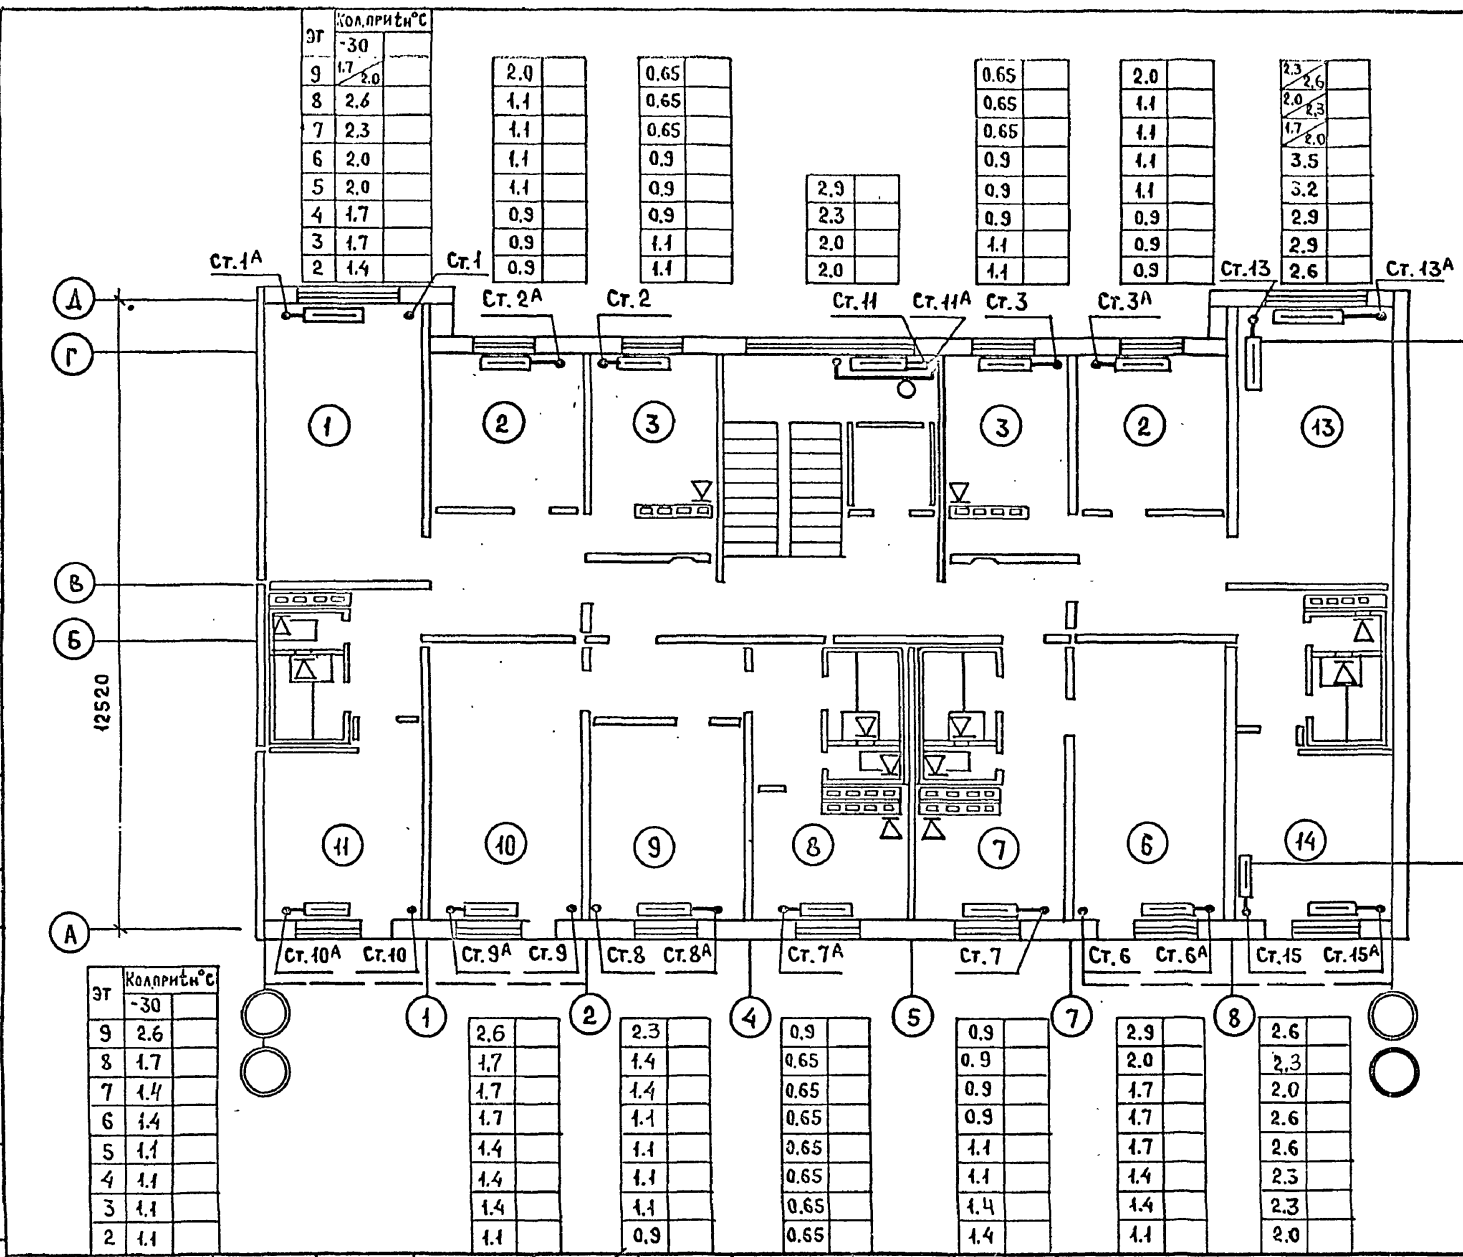 эт Кол.при tн°C
-30
9 1.7/2.0 2.0 0.65 0.65 2.0 2.3/2.6
8 2.6 1.1 0.65 0.65 1.1 2.0/2.3
7 2.3 1.1 0.65 0.65 1.1 1.7/2.0
6 2.0 1.1 0.9 0.9 1.1 3.5
5 2.0 1.1 0.9 2.9 0.9 1.1 3.2
4 1.7 0.9 0.9 2.3 0.9 0.9 2.9
3 1.7 0.9 1.1 2.0 1.1 0.9 2.9
2 1.4 0.9 1.1 2.0 1.1 0.9 2.6
Ст.1А Ст.1 Ст.13 Ст.13А
Д Ст.2А Ст.2 Ст.11 Ст.11А Ст.3 Ст.3А
Г
1 2 3 3 2 13
В
Б
12520
11 10 9 8 7 6 14
А
Ст.10А Ст.10 Ст.9А Ст.9 Ст.8 Ст.8А Ст.7А Ст.7 Ст.6 Ст.6А Ст.15 Ст.15А
1 2 4 5 7 8
эт Кол.при tн°C
-30
9 2.6 2.6 2.3 0.9 0.9 2.9 2.6
8 1.7 1.7 1.4 0.65 0.9 2.0 2.3
7 1.4 1.7 1.4 0.65 0.9 1.7 2.0
6 1.4 1.7 1.1 0.65 0.9 1.7 2.6
5 1.1 1.4 1.1 0.65 1.1 1.7 2.6
4 1.1 1.4 1.1 0.65 1.1 1.4 2.3
3 1.1 1.4 1.1 0.65 1.4 1.4 2.3
2 1.1 1.1 0.9 0.65 1.4 1.1 2.0